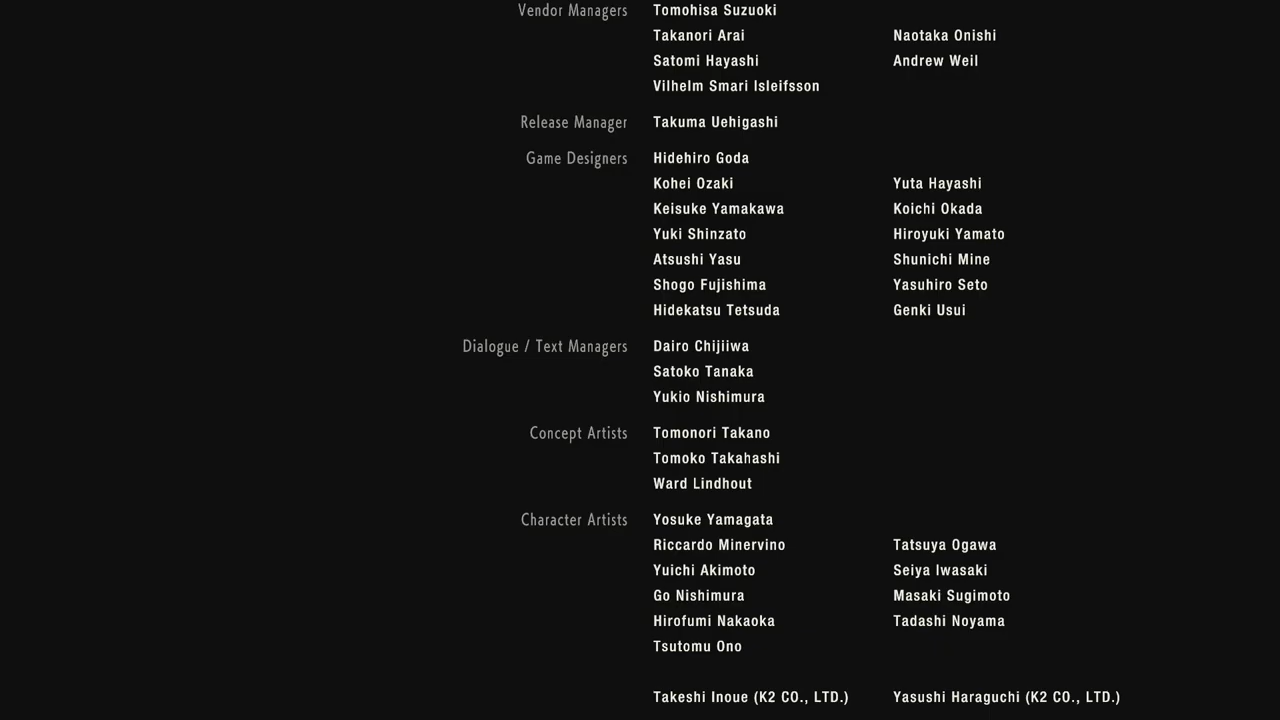 Vendor Managers Tomohisa Suzuoki
Takanori Arai Naotaka Onishi
Satomi Hayashi Andrew Weil
Vilhelm Smari Isleifsson
Release Manager Takuma Uehigashi
Game Designers Hidehiro Goda
Kohei Ozaki Yuta Hayashi
Keisuke Yamakawa Koichi Okada
Yuki Shinzato Hiroyuki Yamato
Atsushi Yasu Shunichi Mine
Shogo Fujishima Yasuhiro Seto
Hidekatsu Tetsuda Genki Usui
Dialogue / Text Managers Dairo Chijiiwa
Satoko Tanaka
Yukio Nishimura
Concept Artists Tomonori Takano
Tomoko Takahashi
Ward Lindhout
Character Artists Yosuke Yamagata
Riccardo Minervino Tatsuya Ogawa
Yuichi Akimoto Seiya Iwasaki
Go Nishimura Masaki Sugimoto
Hirofumi Nakaoka Tadashi Noyama
Tsutomu Ono
Takeshi Inoue (K2 CO., LTD.) Yasushi Haraguchi (K2 CO., LTD.)